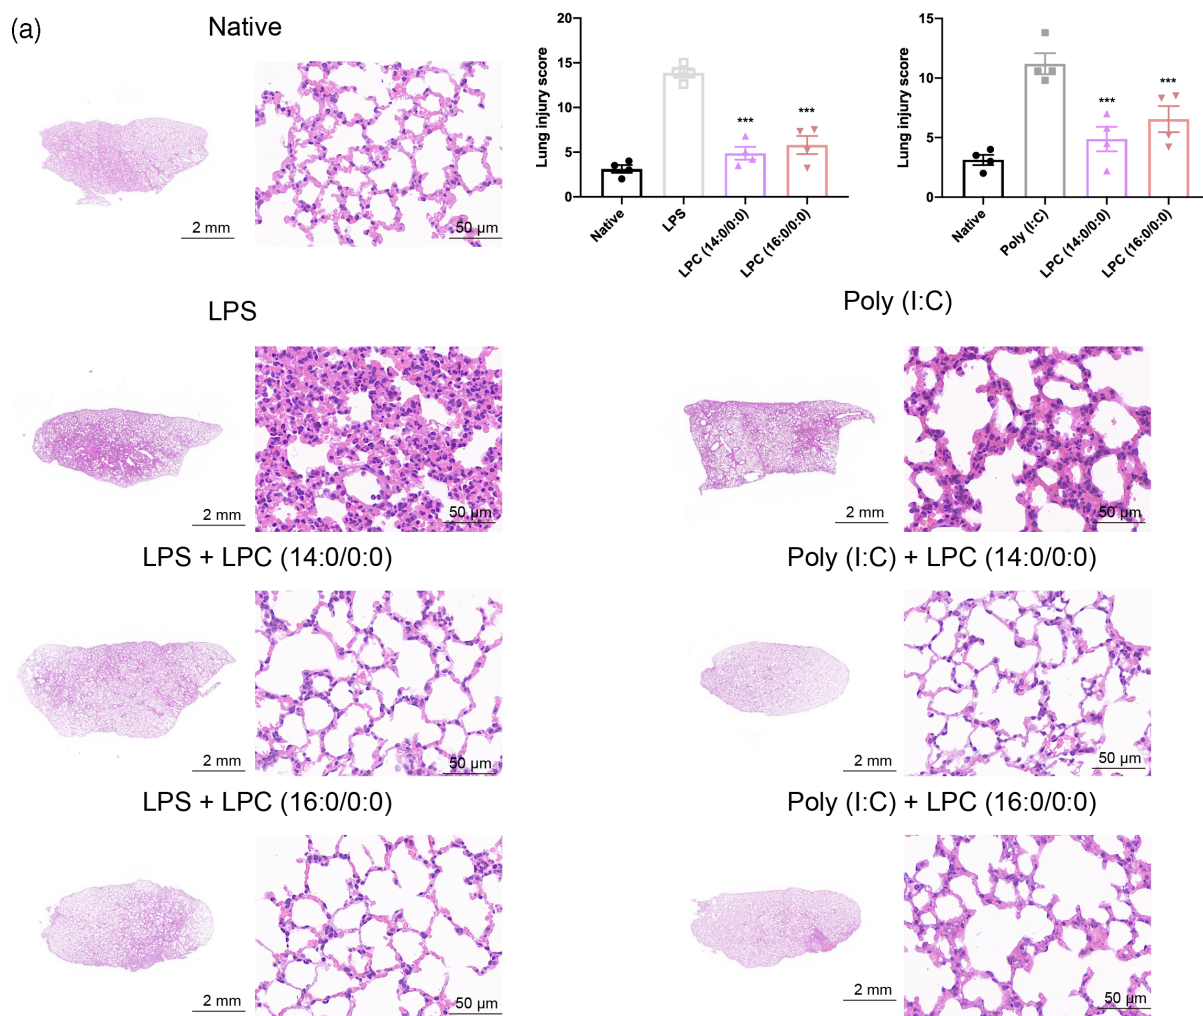 (a)
Native
2 mm
50 µm
Lung injury score
20
15
10
5
0
***
***
Native
LPS
LPC (14:0/0:0)
LPC (16:0/0:0)
Lung injury score
15
10
5
0
***
***
Native
Poly (I:C)
LPC (14:0/0:0)
LPC (16:0/0:0)
LPS
2 mm
50 µm
Poly (I:C)
2 mm
50 µm
LPS + LPC (14:0/0:0)
2 mm
50 µm
Poly (I:C) + LPC (14:0/0:0)
2 mm
50 µm
LPS + LPC (16:0/0:0)
2 mm
50 µm
Poly (I:C) + LPC (16:0/0:0)
2 mm
50 µm